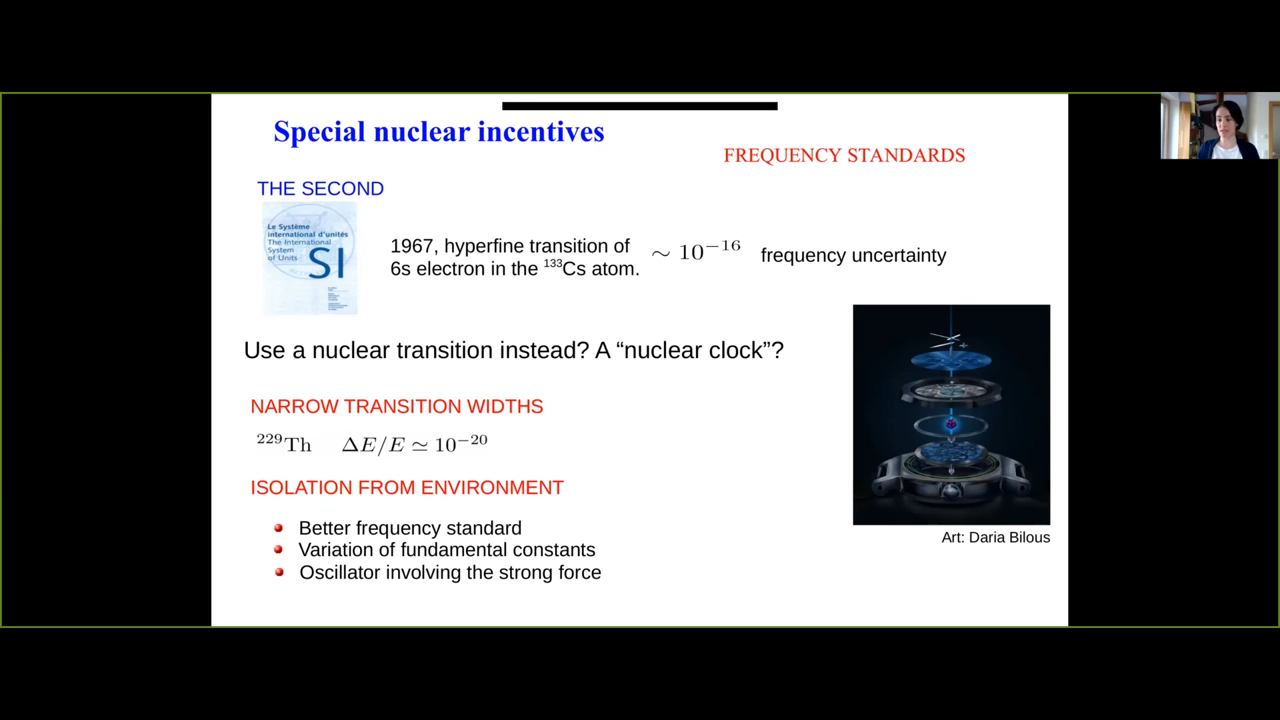 Special nuclear incentives
FREQUENCY STANDARDS
THE SECOND
Le Système
international d'unités
The International
System
of Units
SI
1967, hyperfine transition of
6s electron in the ¹³³Cs atom.
∼ 10⁻¹⁶
frequency uncertainty
Use a nuclear transition instead? A “nuclear clock”?
NARROW TRANSITION WIDTHS
²²⁹Th ΔE/E ≃ 10⁻²⁰
ISOLATION FROM ENVIRONMENT
Better frequency standard
Variation of fundamental constants
Oscillator involving the strong force
Art: Daria Bilous